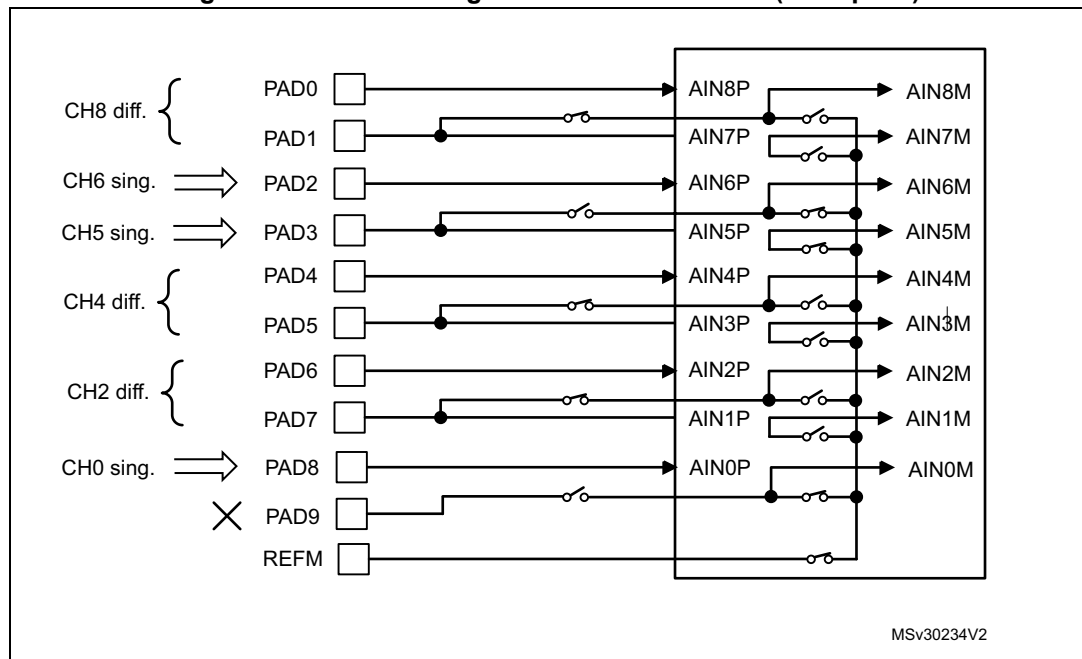 CH8 diff.
PAD0
AIN8P
AIN8M
PAD1
AIN7P
AIN7M
CH6 sing.
PAD2
AIN6P
AIN6M
CH5 sing.
PAD3
AIN5P
AIN5M
CH4 diff.
PAD4
AIN4P
AIN4M
PAD5
AIN3P
AIN3M
CH2 diff.
PAD6
AIN2P
AIN2M
PAD7
AIN1P
AIN1M
CH0 sing.
PAD8
AIN0P
AIN0M
PAD9
REFM
MSv30234V2